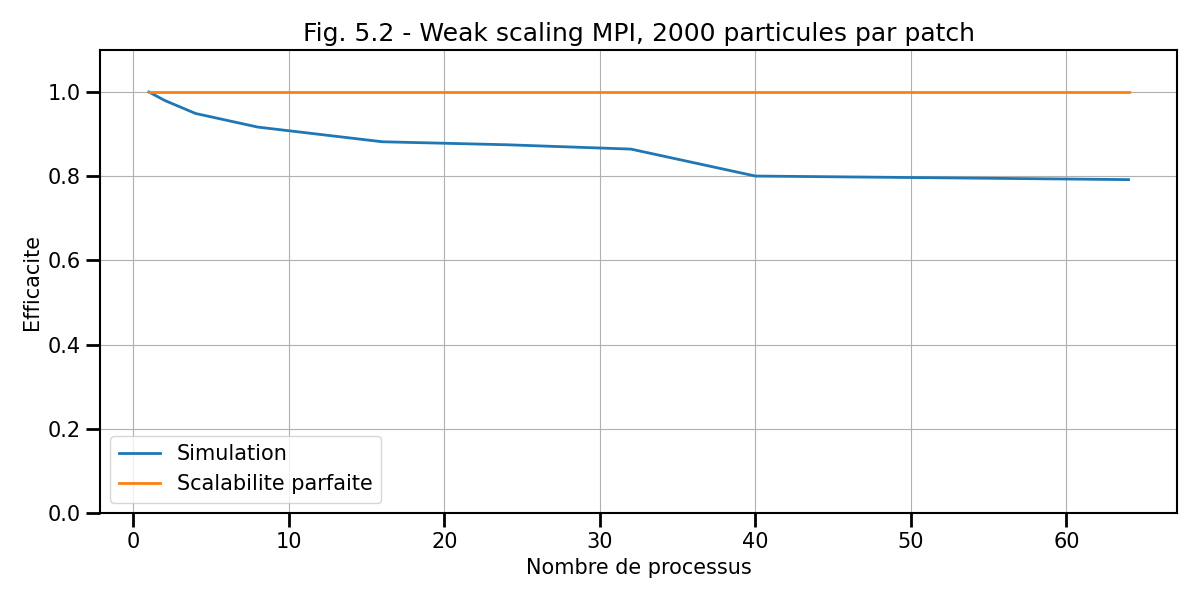 Fig. 5.2 - Weak scaling MPI, 2000 particules par patch
Efficacite
1.0
0.8
0.6
0.4
0.2
0.0
Simulation
Scalabilite parfaite
0 10 20 30 40 50 60
Nombre de processus